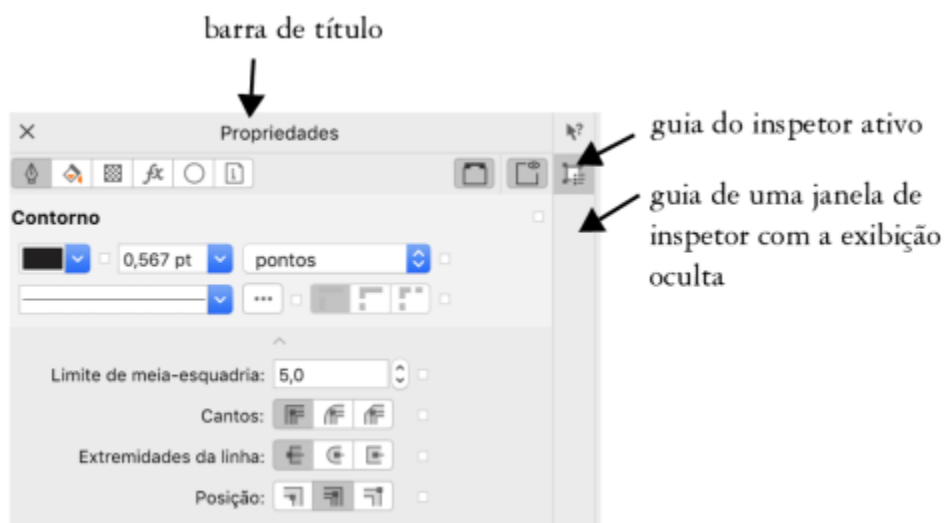 barra de título
Propriedades
guia do inspetor ativo
guia de uma janela de
inspetor com a exibição
oculta
Contorno
0,567 pt pontos
Limite de meia-esquadria: 5,0
Cantos:
Extremidades da linha:
Posição: